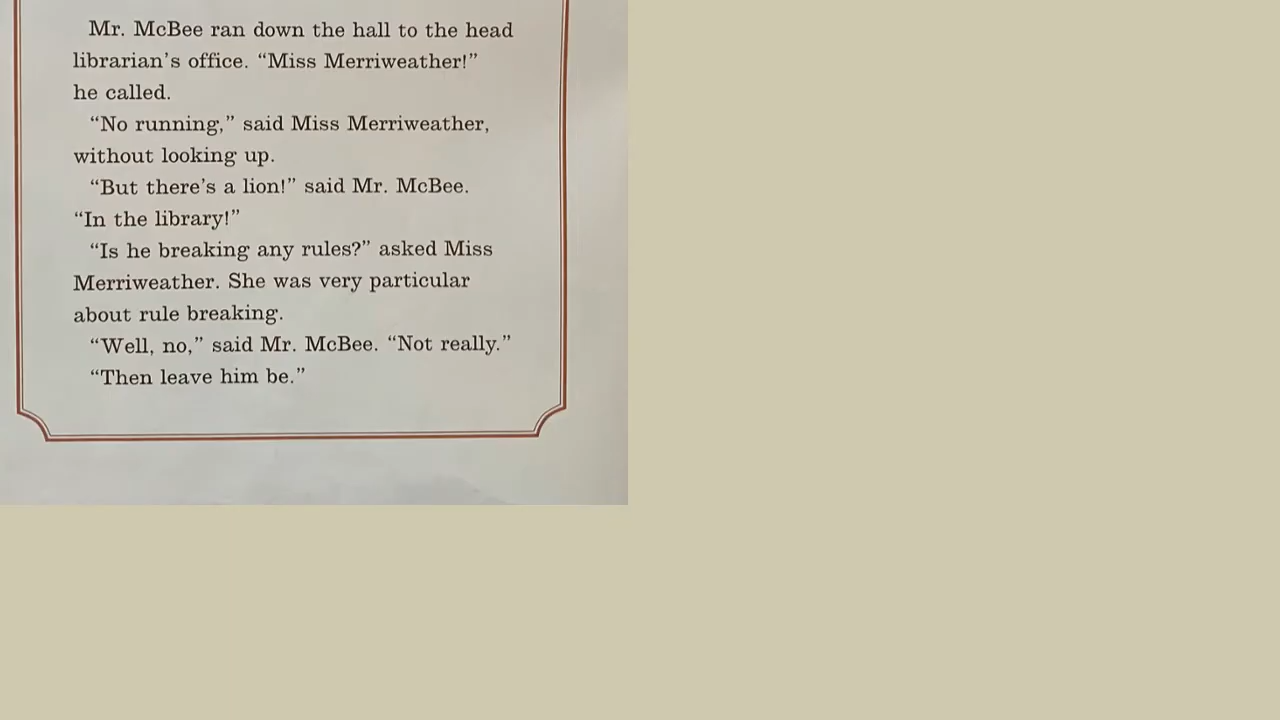 Mr. McBee ran down the hall to the head
librarian’s office. “Miss Merriweather!”
he called.
“No running,” said Miss Merriweather,
without looking up.
“But there’s a lion!” said Mr. McBee.
“In the library!”
“Is he breaking any rules?” asked Miss
Merriweather. She was very particular
about rule breaking.
“Well, no,” said Mr. McBee. “Not really.”
“Then leave him be.”